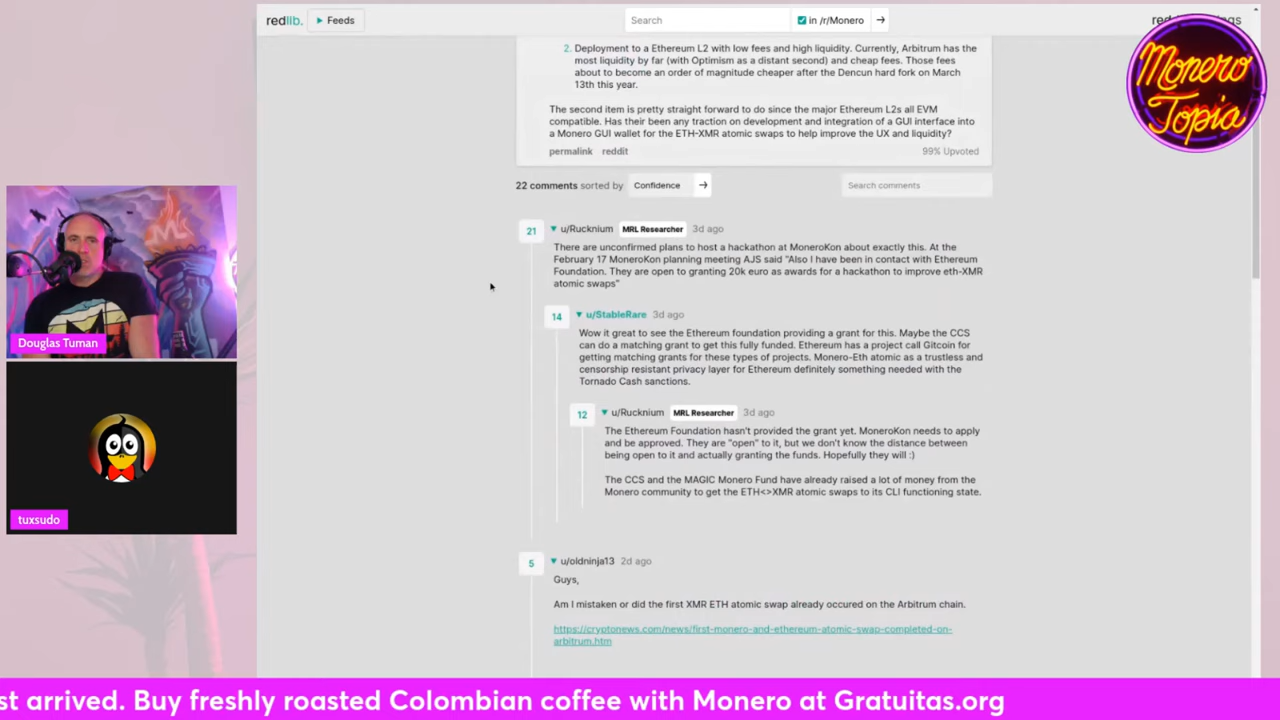 redlib.
Feeds
Search
in /r/Monero
Monero
Topia
2. Deployment to a Ethereum L2 with low fees and high liquidity. Currently, Arbitrum has the
most liquidity by far (with Optimism as a distant second) and cheap fees. Those fees
about to become an order of magnitude cheaper after the Dencun hard fork on March
13th this year.
The second item is pretty straight forward to do since the major Ethereum L2s all EVM
compatible. Has their been any traction on development and integration of a GUI interface into
a Monero GUI wallet for the ETH-XMR atomic swaps to help improve the UX and liquidity?
permalink reddit 99% Upvoted
22 comments sorted by Confidence
Search comments
21 u/Rucknium MRL Researcher 3d ago
There are unconfirmed plans to host a hackathon at MoneroKon about exactly this. At the
February 17 MoneroKon planning meeting AJS said "Also I have been in contact with Ethereum
Foundation. They are open to granting 20k euro as awards for a hackathon to improve eth-XMR
atomic swaps"
14 u/StableRare 3d ago
Wow it great to see the Ethereum foundation providing a grant for this. Maybe the CCS
can do a matching grant to get this fully funded. Ethereum has a project call Gitcoin for
getting matching grants for these types of projects. Monero-Eth atomic as a trustless and
censorship resistant privacy layer for Ethereum definitely something needed with the
Tornado Cash sanctions.
12 u/Rucknium MRL Researcher 3d ago
The Ethereum Foundation hasn't provided the grant yet. MoneroKon needs to apply
and be approved. They are "open" to it, but we don't know the distance between
being open to it and actually granting the funds. Hopefully they will :)
The CCS and the MAGIC Monero Fund have already raised a lot of money from the
Monero community to get the ETH<>XMR atomic swaps to its CLI functioning state.
5 u/oldninja13 2d ago
Guys,
Am I mistaken or did the first XMR ETH atomic swap already occured on the Arbitrum chain.
https://cryptonews.com/news/first-monero-and-ethereum-atomic-swap-completed-on-
arbitrum.htm
Douglas Tuman
tuxsudo
st arrived. Buy freshly roasted Colombian coffee with Monero at Gratuitas.org